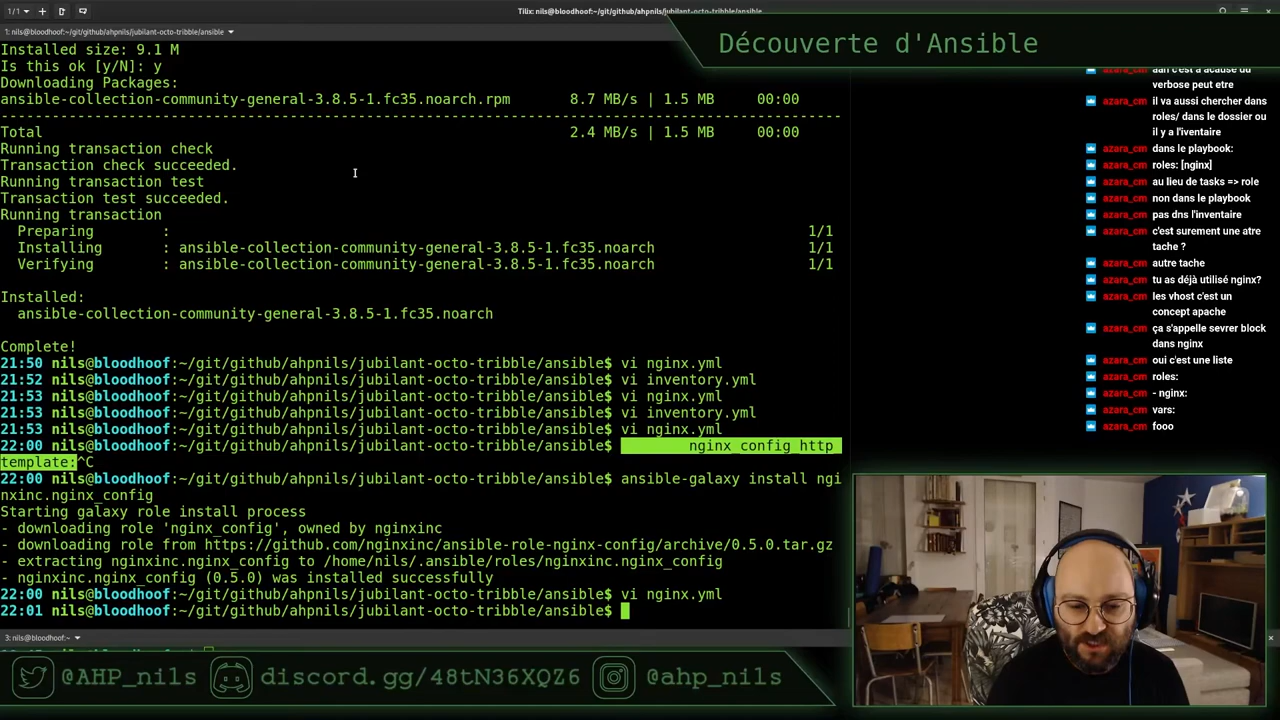 1/1
Tilix: nils@bloodhoof:~/git/github/ahpnils/jubilant-octo-tribble/ansible
1: nils@bloodhoof:~/git/github/ahpnils/jubilant-octo-tribble/ansible
Découverte d'Ansible
Installed size: 9.1 M
Is this ok [y/N]: y
Downloading Packages:
ansible-collection-community-general-3.8.5-1.fc35.noarch.rpm 8.7 MB/s | 1.5 MB 00:00
--------------------------------------------------------------------------------
Total 2.4 MB/s | 1.5 MB 00:00
Running transaction check
Transaction check succeeded.
Running transaction test
Transaction test succeeded.
Running transaction
Preparing : 1/1
Installing : ansible-collection-community-general-3.8.5-1.fc35.noarch 1/1
Verifying : ansible-collection-community-general-3.8.5-1.fc35.noarch 1/1
Installed:
ansible-collection-community-general-3.8.5-1.fc35.noarch
Complete!
21:50 nils@bloodhoof:~/git/github/ahpnils/jubilant-octo-tribble/ansible$ vi nginx.yml
21:52 nils@bloodhoof:~/git/github/ahpnils/jubilant-octo-tribble/ansible$ vi inventory.yml
21:53 nils@bloodhoof:~/git/github/ahpnils/jubilant-octo-tribble/ansible$ vi nginx.yml
21:53 nils@bloodhoof:~/git/github/ahpnils/jubilant-octo-tribble/ansible$ vi inventory.yml
21:53 nils@bloodhoof:~/git/github/ahpnils/jubilant-octo-tribble/ansible$ vi nginx.yml
22:00 nils@bloodhoof:~/git/github/ahpnils/jubilant-octo-tribble/ansible$ nginx_config_http_
template:^C
22:00 nils@bloodhoof:~/git/github/ahpnils/jubilant-octo-tribble/ansible$ ansible-galaxy install ngi
nxinc.nginx_config
Starting galaxy role install process
- downloading role 'nginx_config', owned by nginxinc
- downloading role from https://github.com/nginxinc/ansible-role-nginx-config/archive/0.5.0.tar.gz
- extracting nginxinc.nginx_config to /home/nils/.ansible/roles/nginxinc.nginx_config
- nginxinc.nginx_config (0.5.0) was installed successfully
22:00 nils@bloodhoof:~/git/github/ahpnils/jubilant-octo-tribble/ansible$ vi nginx.yml
22:01 nils@bloodhoof:~/git/github/ahpnils/jubilant-octo-tribble/ansible$
3: nils@bloodhoof:~
azara_cm aah c'est a acause du
verbose peut etre
azara_cm il va aussi chercher dans
roles/ dans le dossier ou
il y a l'iventaire
azara_cm dans le playbook:
azara_cm roles: [nginx]
azara_cm au lieu de tasks => role
azara_cm non dans le playbook
azara_cm pas dns l'inventaire
azara_cm c'est surement une atre
tache ?
azara_cm autre tache
azara_cm tu as déjà utilisé nginx?
azara_cm les vhost c'est un
concept apache
azara_cm ça s'appelle sevrer block
dans nginx
azara_cm oui c'est une liste
azara_cm roles:
azara_cm - nginx:
azara_cm vars:
azara_cm fooo
@AHP_nils
discord.gg/48tN36XQZ6
@ahp_nils